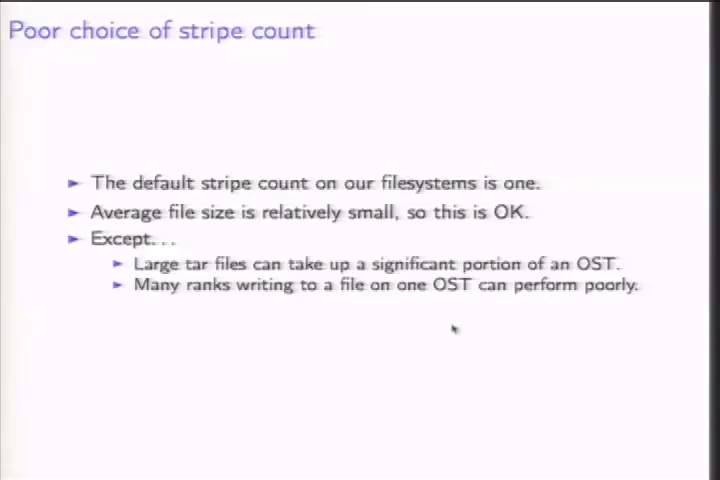 Poor choice of stripe count
The default stripe count on our filesystems is one.
Average file size is relatively small, so this is OK.
Except...
Large tar files can take up a significant portion of an OST.
Many ranks writing to a file on one OST can perform poorly.